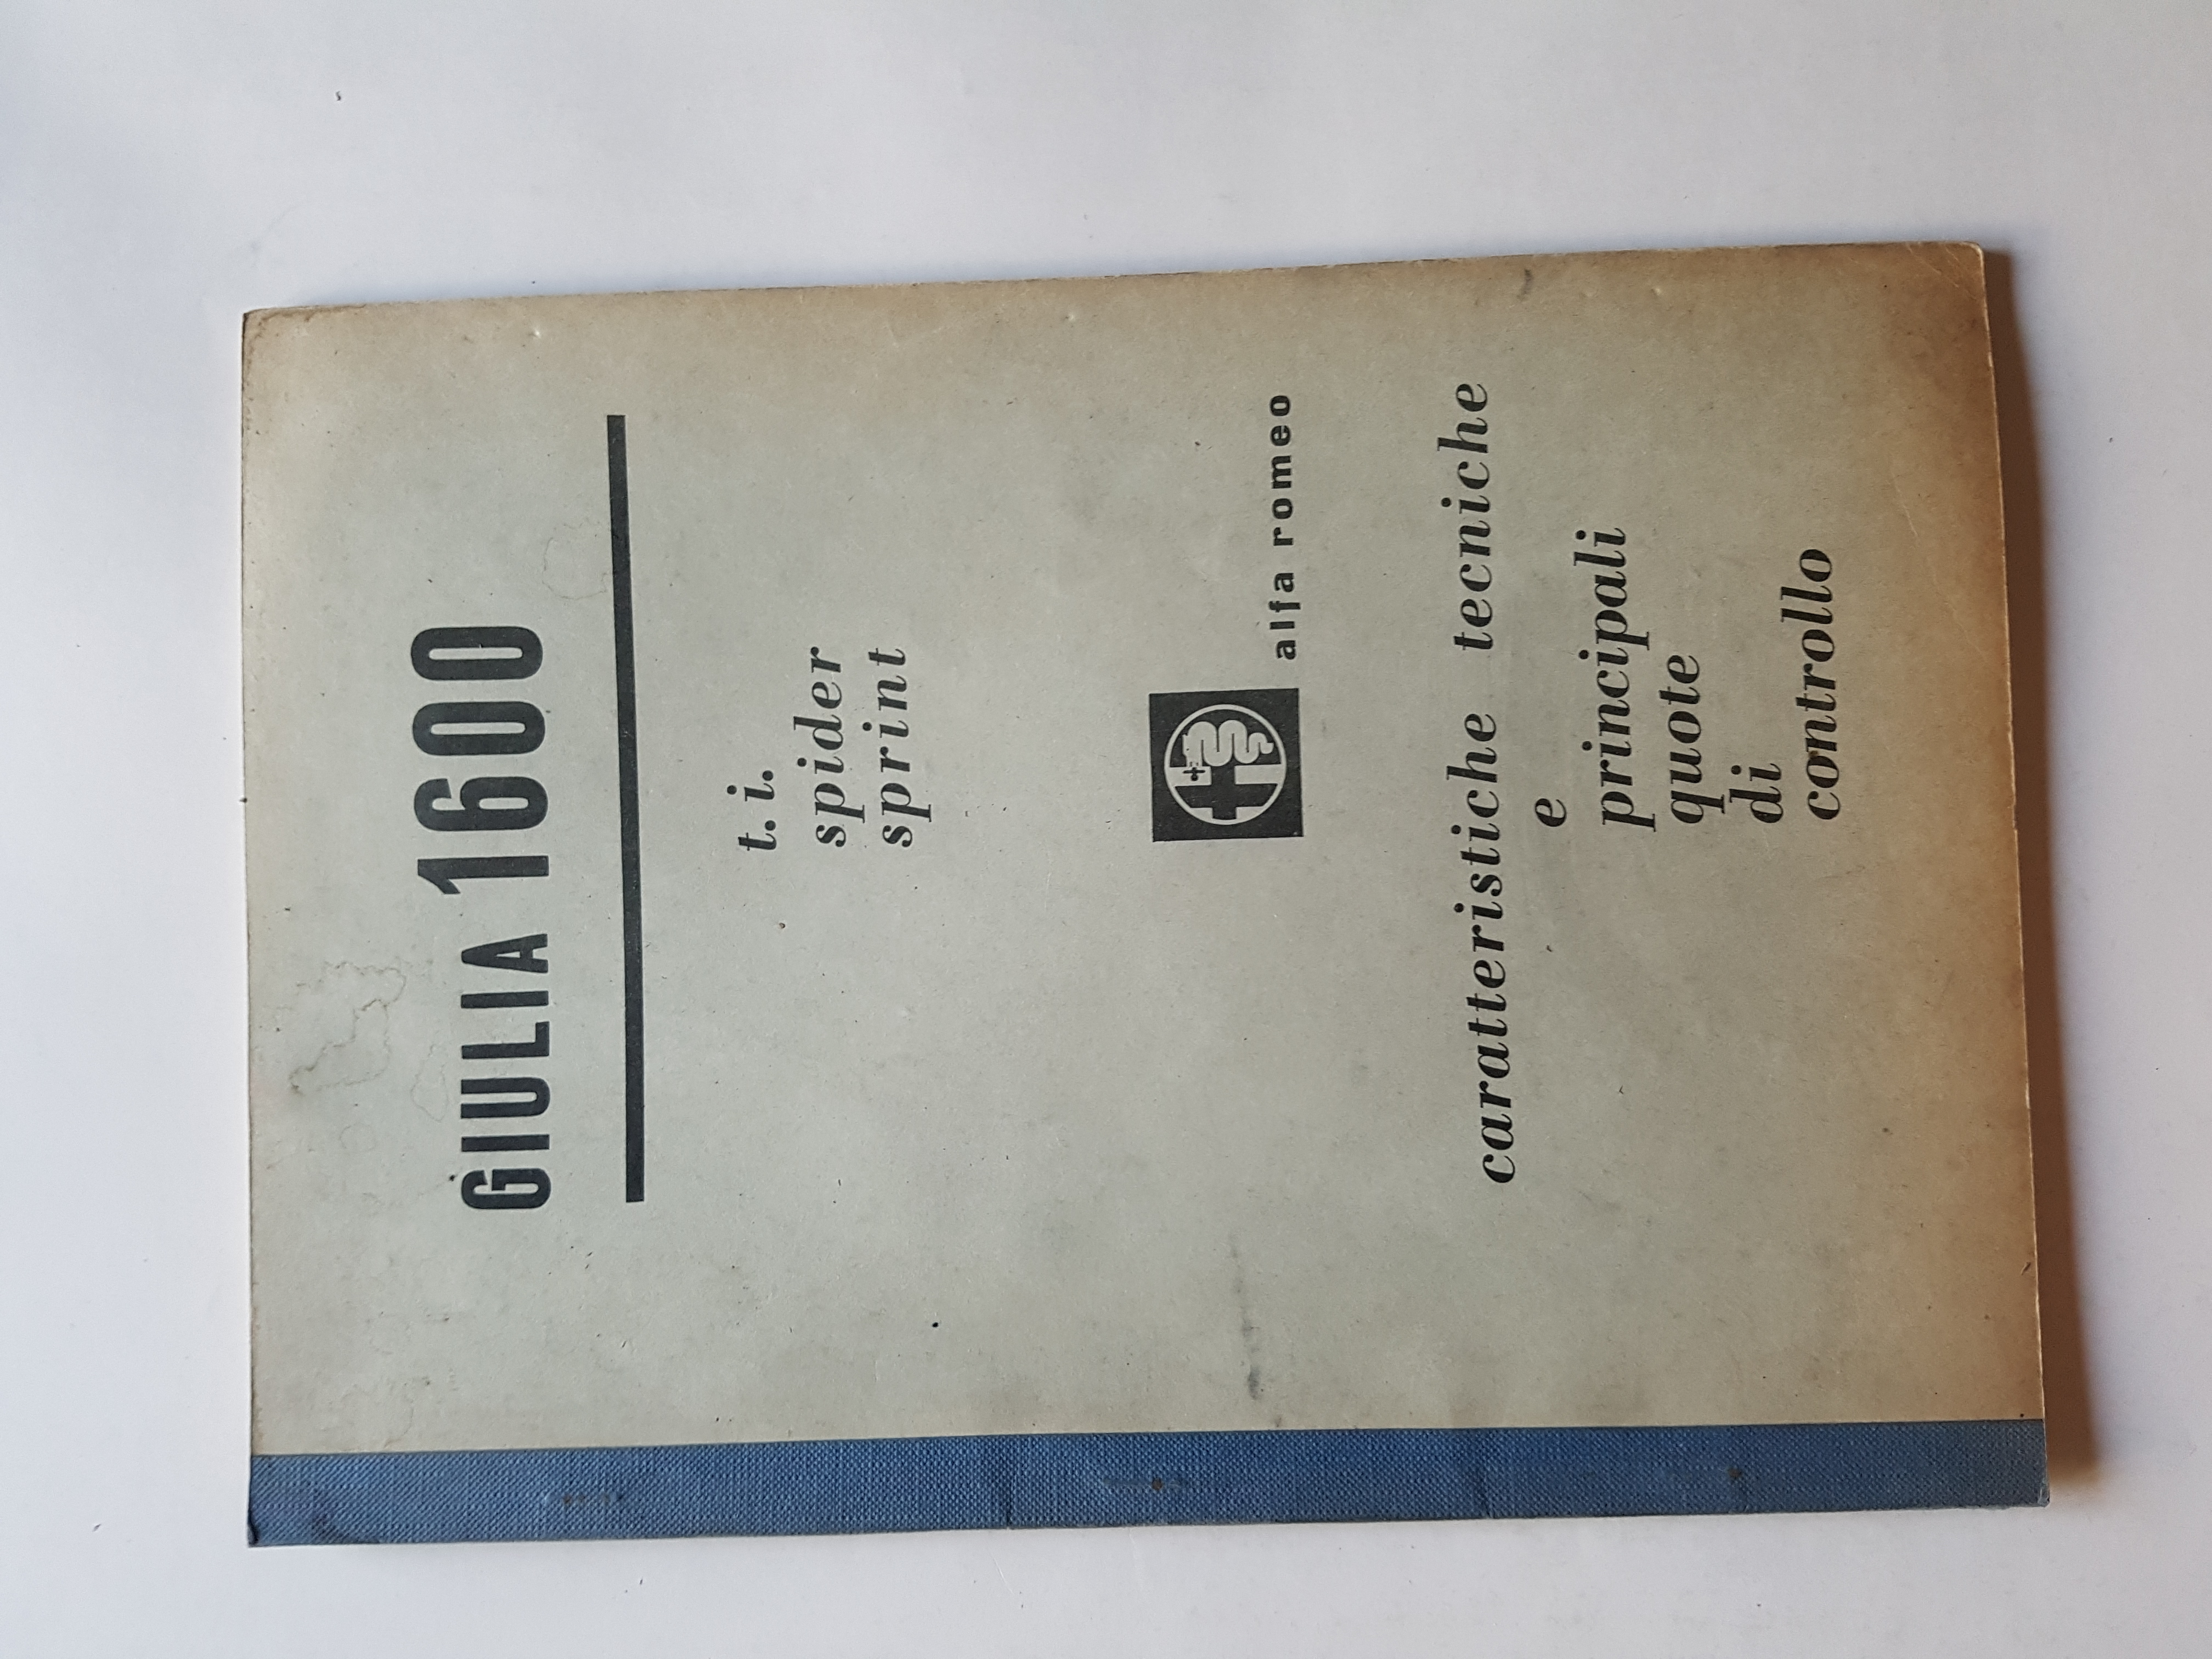 GIULIA 1600
t.i.
spider
sprint
alfa romeo
caratteristiche tecniche
e
principali
quote
di
controllo